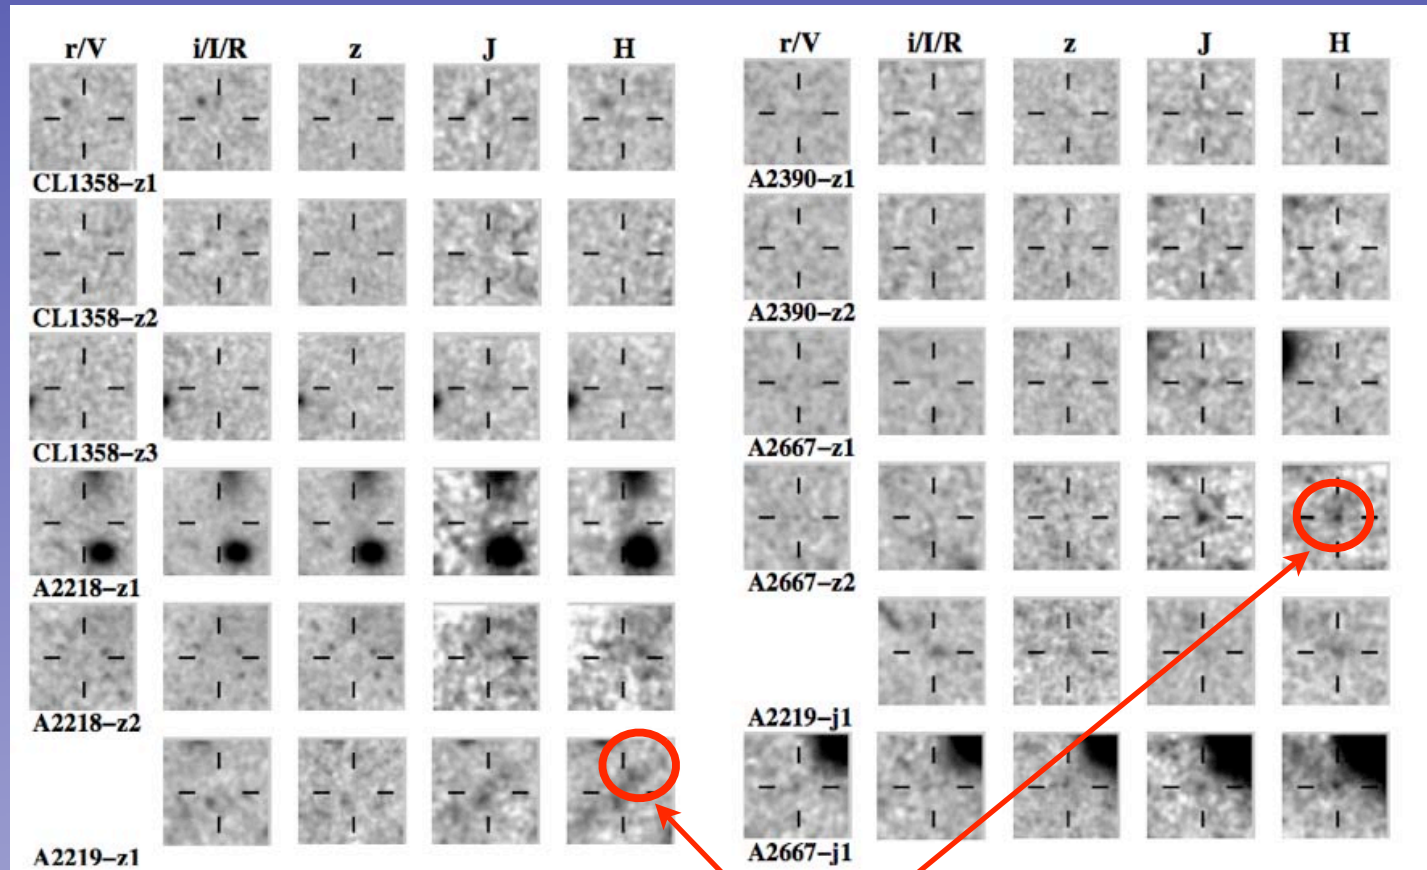 r/V i/I/R z J H
CL1358−z1
CL1358−z2
CL1358−z3
A2218−z1
A2218−z2
A2219−z1
r/V i/I/R z J H
A2390−z1
A2390−z2
A2667−z1
A2667−z2
A2219−j1
A2667−j1